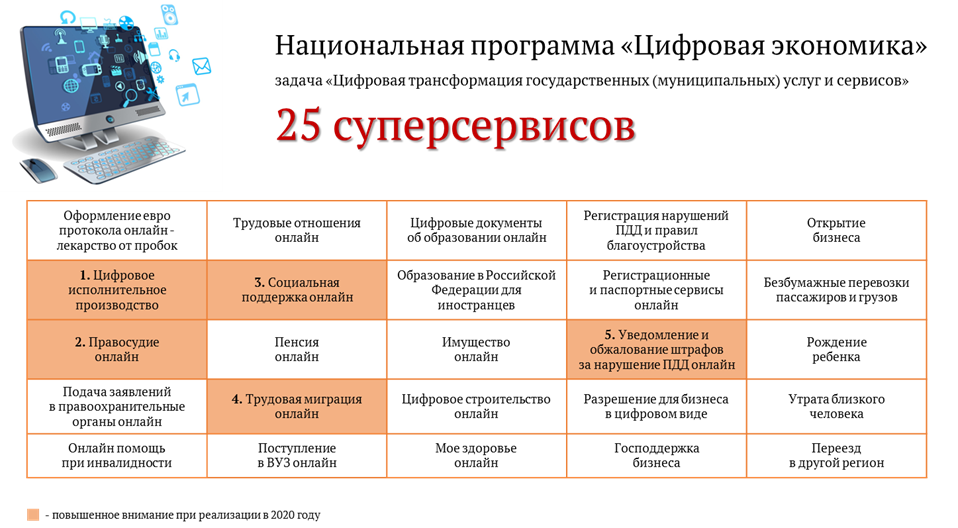 Национальная программа «Цифровая экономика»
задача «Цифровая трансформация государственных (муниципальных) услуг и сервисов»
25 суперсервисов
Оформление евро
протокола онлайн -
лекарство от пробок
Трудовые отношения
онлайн
Цифровые документы
об образовании онлайн
Регистрация нарушений
ПДД и правил
благоустройства
Открытие
бизнеса
1. Цифровое
исполнительное
производство
3. Социальная
поддержка онлайн
Образование в Российской
Федерации для
иностранцев
Регистрационные
и паспортные сервисы
онлайн
Безбумажные перевозки
пассажиров и грузов
2. Правосудие
онлайн
Пенсия
онлайн
Имущество
онлайн
5. Уведомление и
обжалование штрафов
за нарушение ПДД онлайн
Рождение
ребенка
Подача заявлений
в правоохранительные
органы онлайн
4. Трудовая миграция
онлайн
Цифровое строительство
онлайн
Разрешение для бизнеса
в цифровом виде
Утрата близкого
человека
Онлайн помощь
при инвалидности
Поступление
в ВУЗ онлайн
Мое здоровье
онлайн
Господдержка
бизнеса
Переезд
в другой регион
- повышенное внимание при реализации в 2020 году